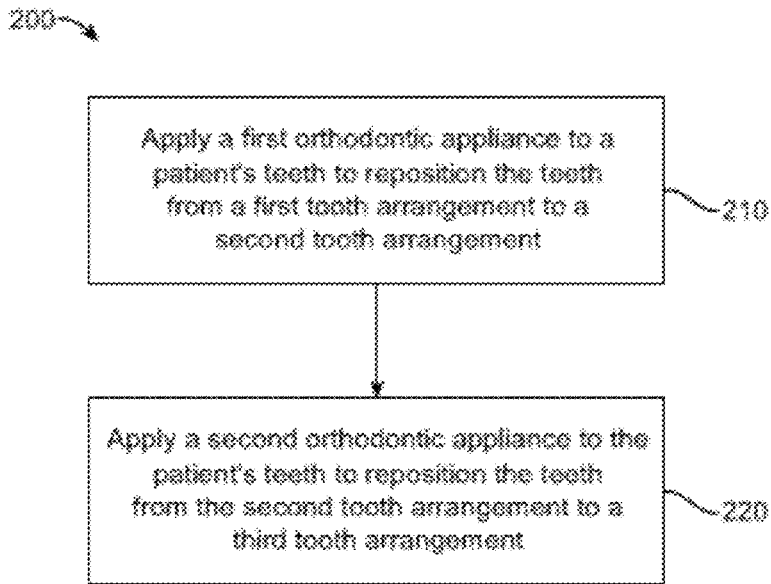 200
Apply a first orthodontic appliance to a
patient's teeth to reposition the teeth
from a first tooth arrangement to a
second tooth arrangement
210
Apply a second orthodontic appliance to the
patient's teeth to reposition the teeth
from the second tooth arrangement to a
third tooth arrangement
220